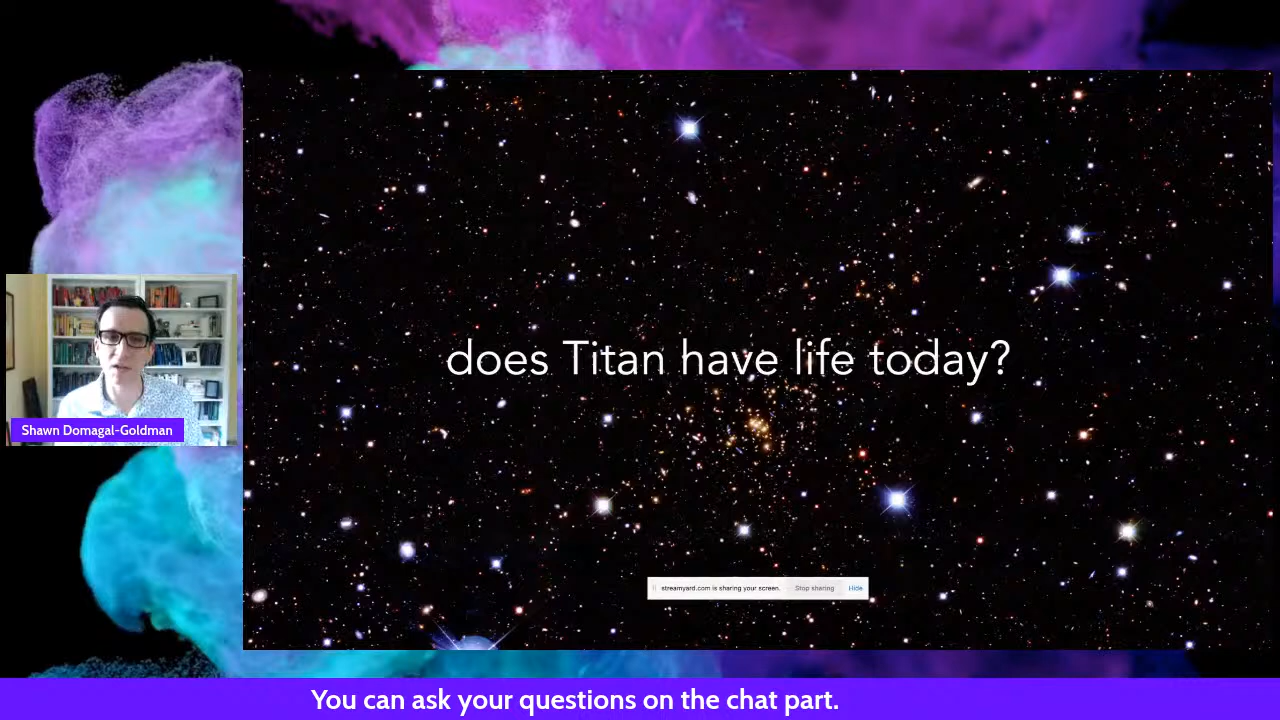 does Titan have life today?
Shawn Domagal-Goldman
streamyard.com is sharing your screen. Stop sharing Hide
You can ask your questions on the chat part.